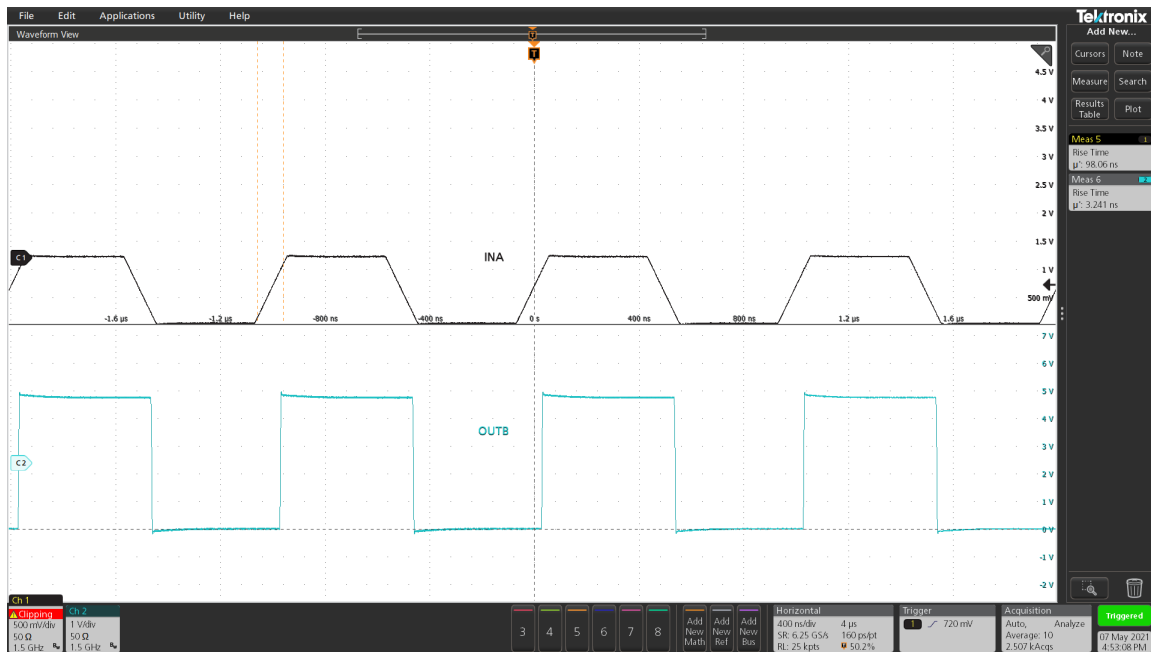 File Edit Applications Utility Help
Tektronix
Waveform View
Add New...
T
T
Cursors Note
Measure Search
Results Table Plot
4.5 V
4 V
3.5 V
3 V
2.5 V
2 V
1.5 V
1 V
500 mV
Meas 5 1
Rise Time
µ': 98.06 ns
Meas 6 2
Rise Time
µ': 3.241 ns
C1
INA
-1.6 µs -1.2 µs -800 ns -400 ns 0 s 400 ns 800 ns 1.2 µs 1.6 µs
7 V
6 V
5 V
4 V
3 V
2 V
1 V
0 V
-1 V
-2 V
OUTB
C2
Ch 1
Clipping
500 mV/div
50 Ω
1.5 GHz
Ch 2
1 V/div
50 Ω
1.5 GHz
3 4 5 6 7 8
Add New Math
Add New Ref
Add New Bus
Horizontal
400 ns/div 4 µs
SR: 6.25 GS/s 160 ps/pt
RL: 25 kpts 50.2%
Trigger
1 720 mV
Acquisition
Auto, Analyze
Average: 10
2.507 kAcqs
Triggered
07 May 2021
4:53:08 PM